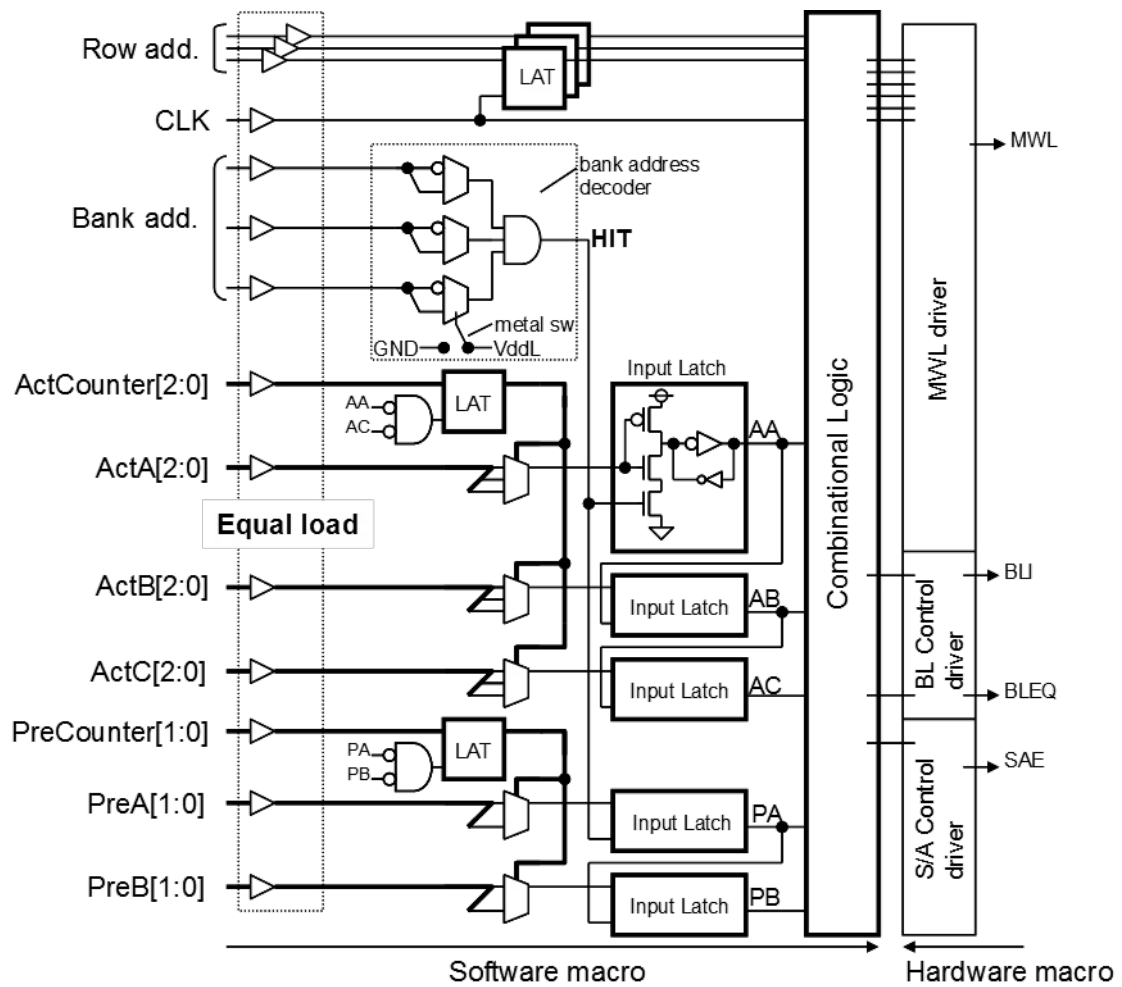 Row add.
LAT
CLK
MWL
bank address
decoder
Bank add.
HIT
metal sw
GND
VddL
MWL driver
Combinational Logic
Input Latch
ActCounter[2:0]
AA
AC
LAT
AA
ActA[2:0]
Equal load
ActB[2:0]
Input Latch
AB
BLI
BL Control
driver
ActC[2:0]
Input Latch
AC
BLEQ
PreCounter[1:0]
PA
PB
LAT
SAE
S/A Control
driver
PreA[1:0]
Input Latch
PA
PreB[1:0]
Input Latch
PB
Software macro
Hardware macro